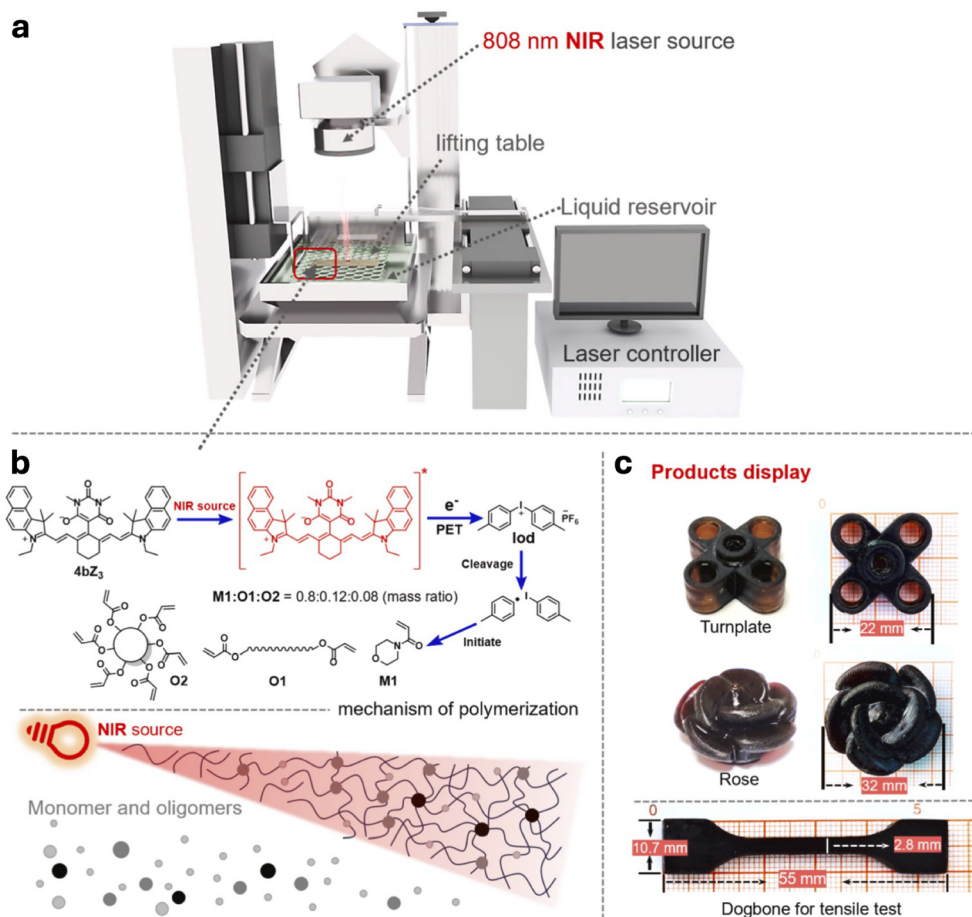 a
808 nm NIR laser source
lifting table
Liquid reservoir
Laser controller
b
NIR source
*
e-
PET
I
+
PF6
-
Iod
Cleavage
4bZ3
M1:O1:O2 = 0.8:0.12:0.08 (mass ratio)
I
Initiate
O2
O1
M1
mechanism of polymerization
NIR source
Monomer and oligomers
c
Products display
0
Turnplate
22 mm
0
Rose
32 mm
0
5
10.7 mm
2.8 mm
55 mm
Dogbone for tensile test